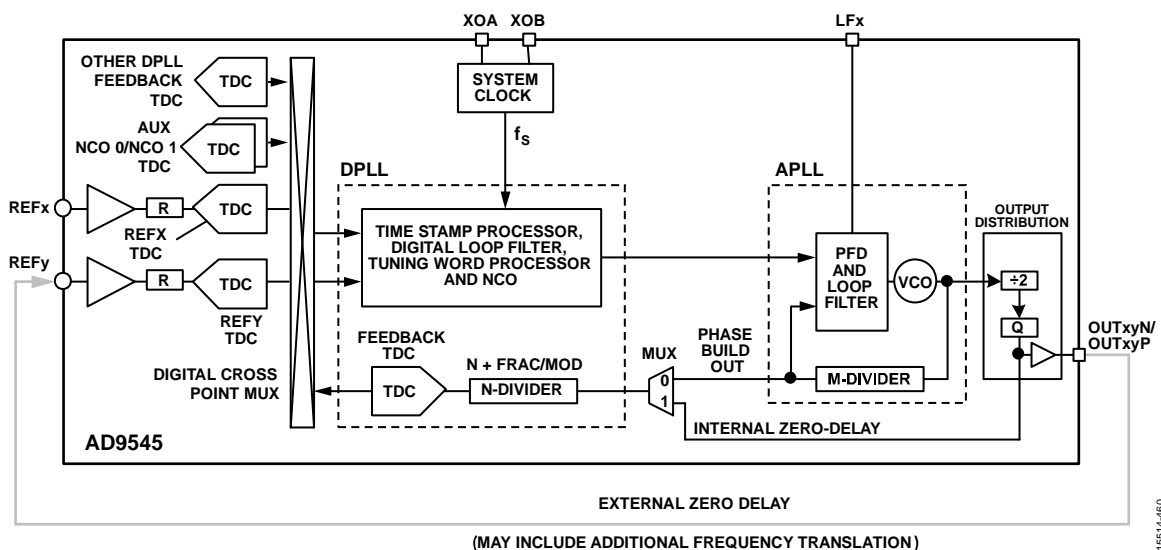 XOA XOB
LFx
OTHER DPLL
FEEDBACK
TDC
TDC
SYSTEM
CLOCK
AUX
NCO 0/NCO 1
TDC
TDC
fS
DPLL
APLL
REFx
R
TDC
REFX
TDC
TIME STAMP PROCESSOR,
DIGITAL LOOP FILTER,
TUNING WORD PROCESSOR
AND NCO
PFD
AND
LOOP
FILTER
VCO
OUTPUT
DISTRIBUTION
÷2
Q
OUTxyN/
OUTxyP
REFy
R
TDC
REFY
TDC
FEEDBACK
TDC
TDC
N + FRAC/MOD
N-DIVIDER
MUX
0
1
PHASE
BUILD
OUT
M-DIVIDER
DIGITAL CROSS
POINT MUX
INTERNAL ZERO-DELAY
AD9545
EXTERNAL ZERO DELAY
(MAY INCLUDE ADDITIONAL FREQUENCY TRANSLATION)
15514-460